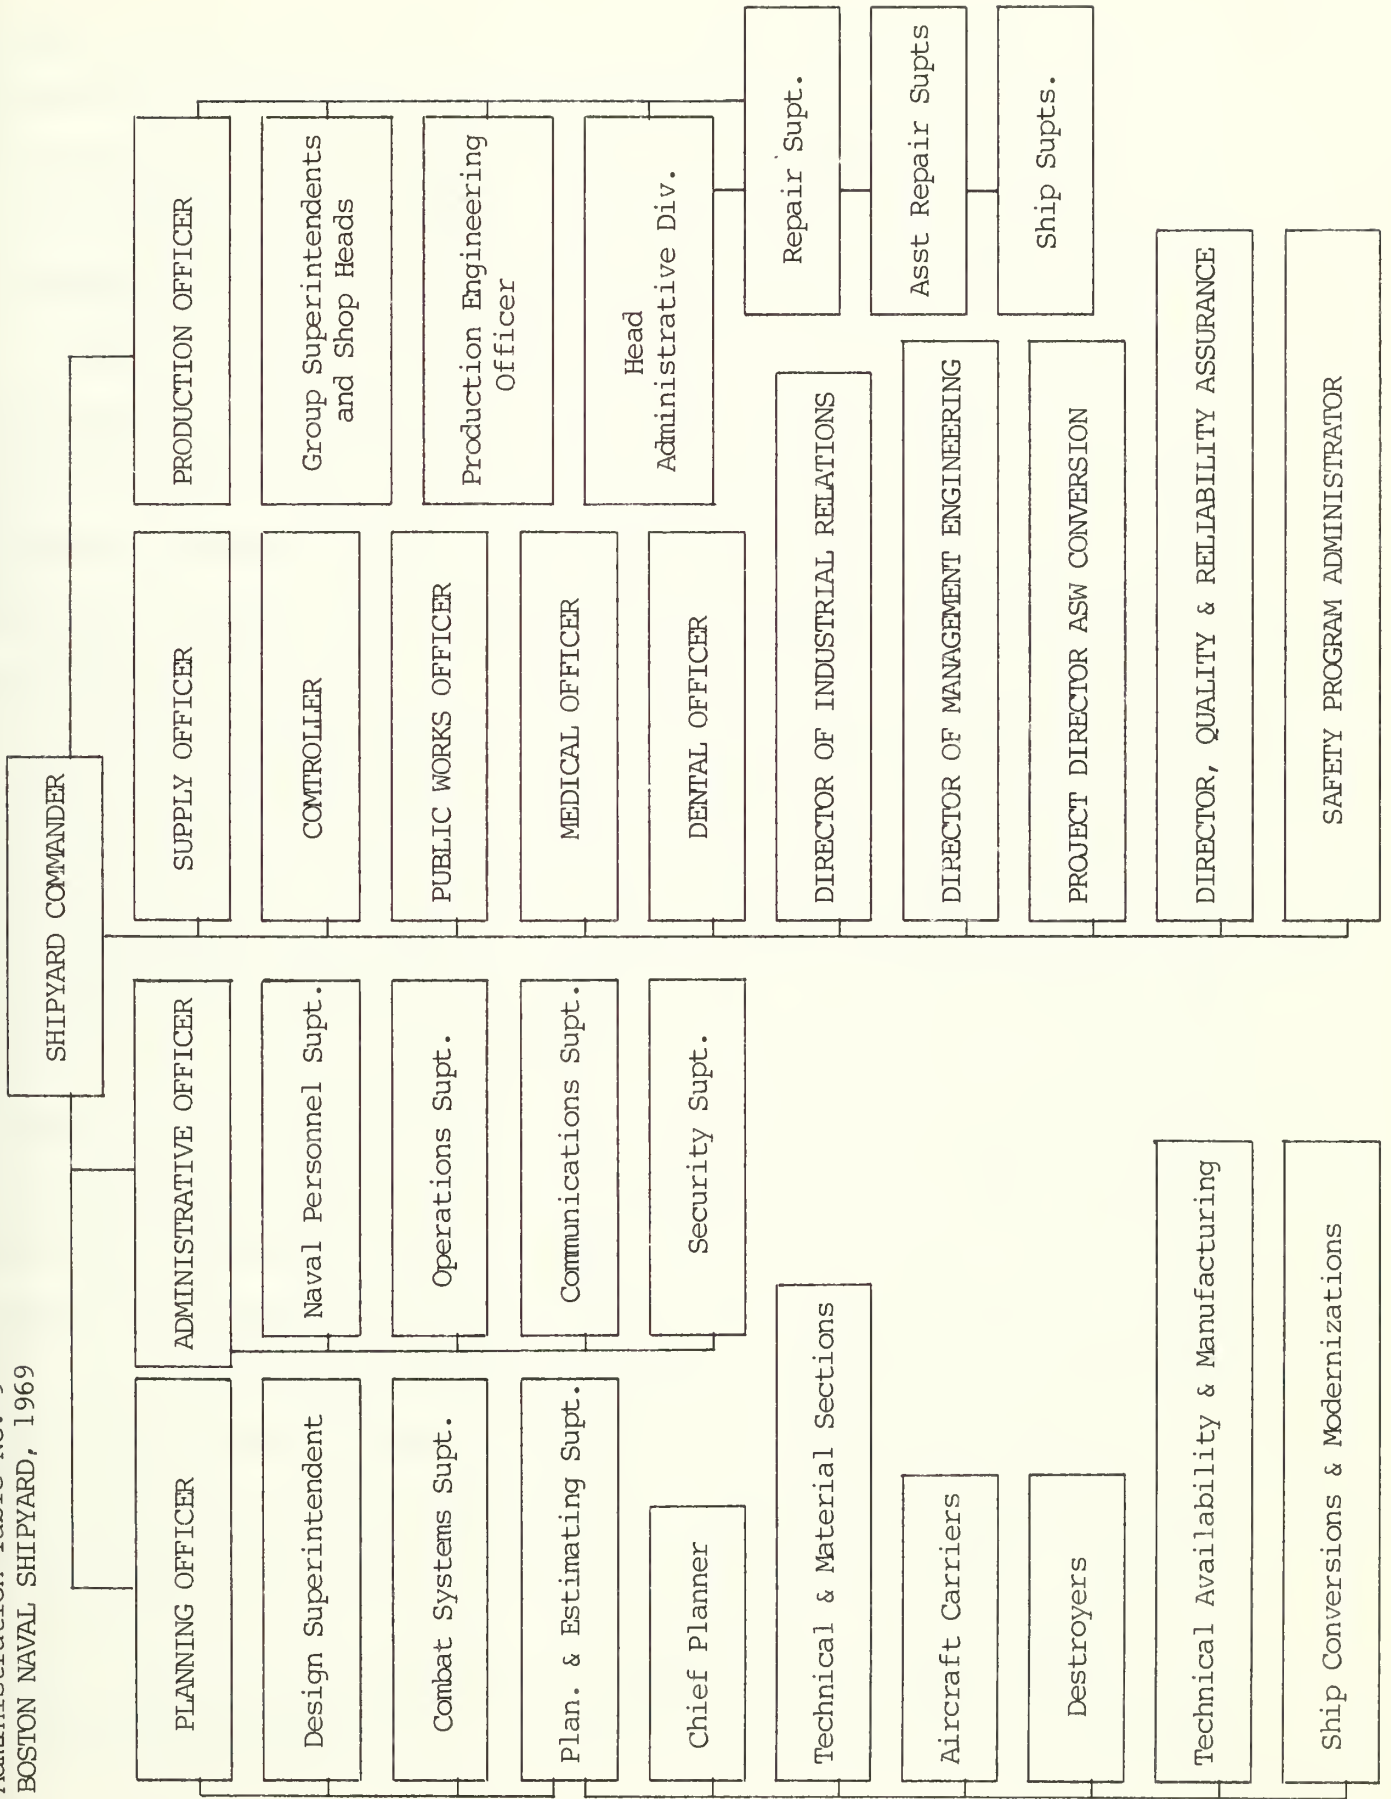 BOSTON NAVAL SHIPYARD, 1969
SHIPYARD COMMANDER
PLANNING OFFICER
Design Superintendent
Combat Systems Supt.
Plan. & Estimating Supt.
Chief Planner
Technical & Material Sections
Aircraft Carriers
Destroyers
Technical Availability & Manufacturing
Ship Conversions & Modernizations
ADMINISTRATIVE OFFICER
Naval Personnel Supt.
Operations Supt.
Communications Supt.
Security Supt.
SUPPLY OFFICER
COMTROLLER
PUBLIC WORKS OFFICER
MEDICAL OFFICER
DENTAL OFFICER
DIRECTOR OF INDUSTRIAL RELATIONS
DIRECTOR OF MANAGEMENT ENGINEERING
PROJECT DIRECTOR ASW CONVERSION
DIRECTOR, QUALITY & RELIABILITY ASSURANCE
SAFETY PROGRAM ADMINISTRATOR
PRODUCTION OFFICER
Group Superintendents
and Shop Heads
Production Engineering
Officer
Head
Administrative Div.
Repair Supt.
Asst Repair Supts
Ship Supts.